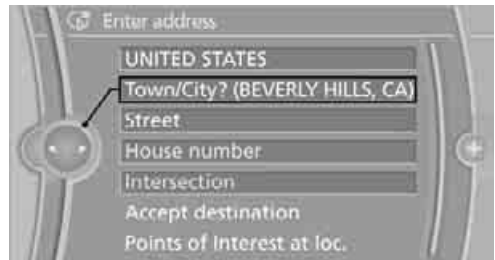 Enter address
UNITED STATES
Town/City? (BEVERLY HILLS, CA)
Street
House number
Intersection
Accept destination
Points of Interest at loc.